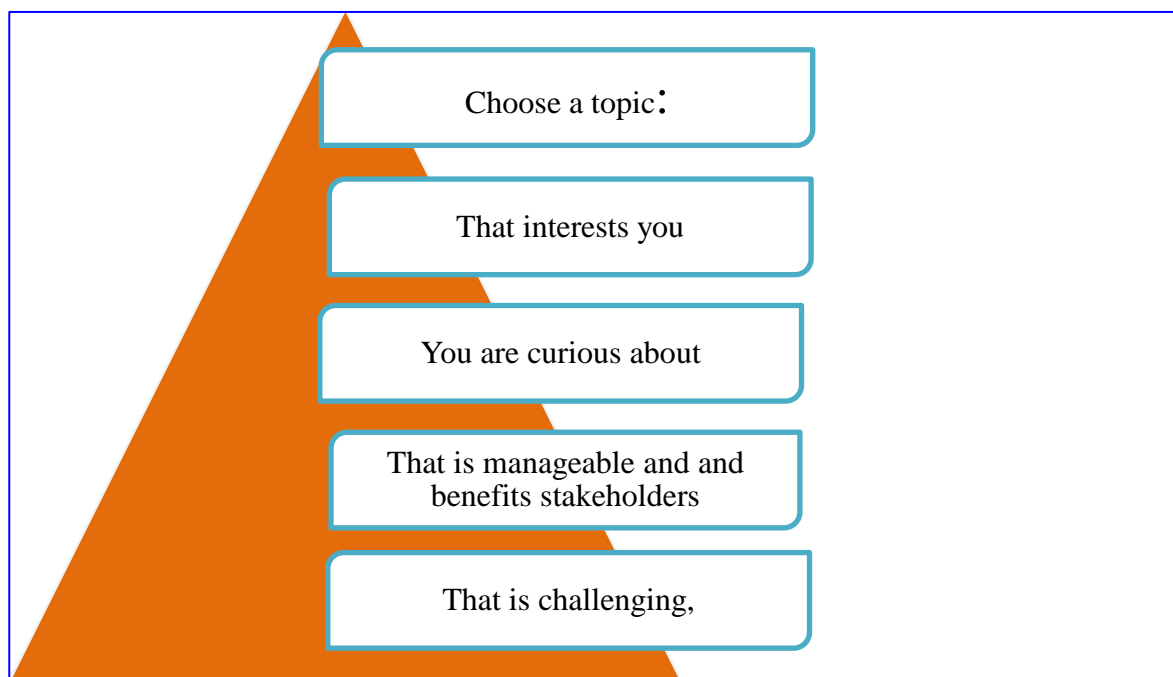 Choose a topic:
That interests you
You are curious about
That is manageable and and
benefits stakeholders
That is challenging,